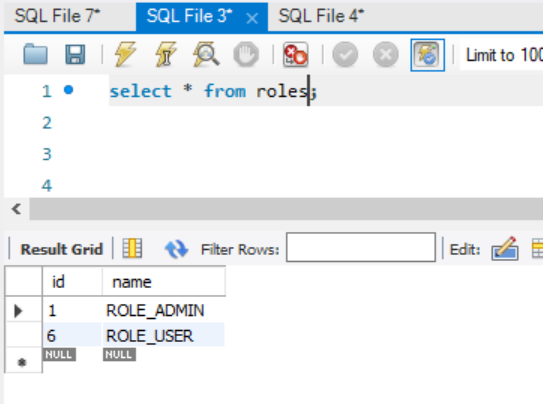 SQL File 7* SQL File 3* × SQL File 4*
Limit to 100
1 select * from roles;
2
3
4
Result Grid Filter Rows: Edit:
id name
1 ROLE_ADMIN
6 ROLE_USER
NULL NULL